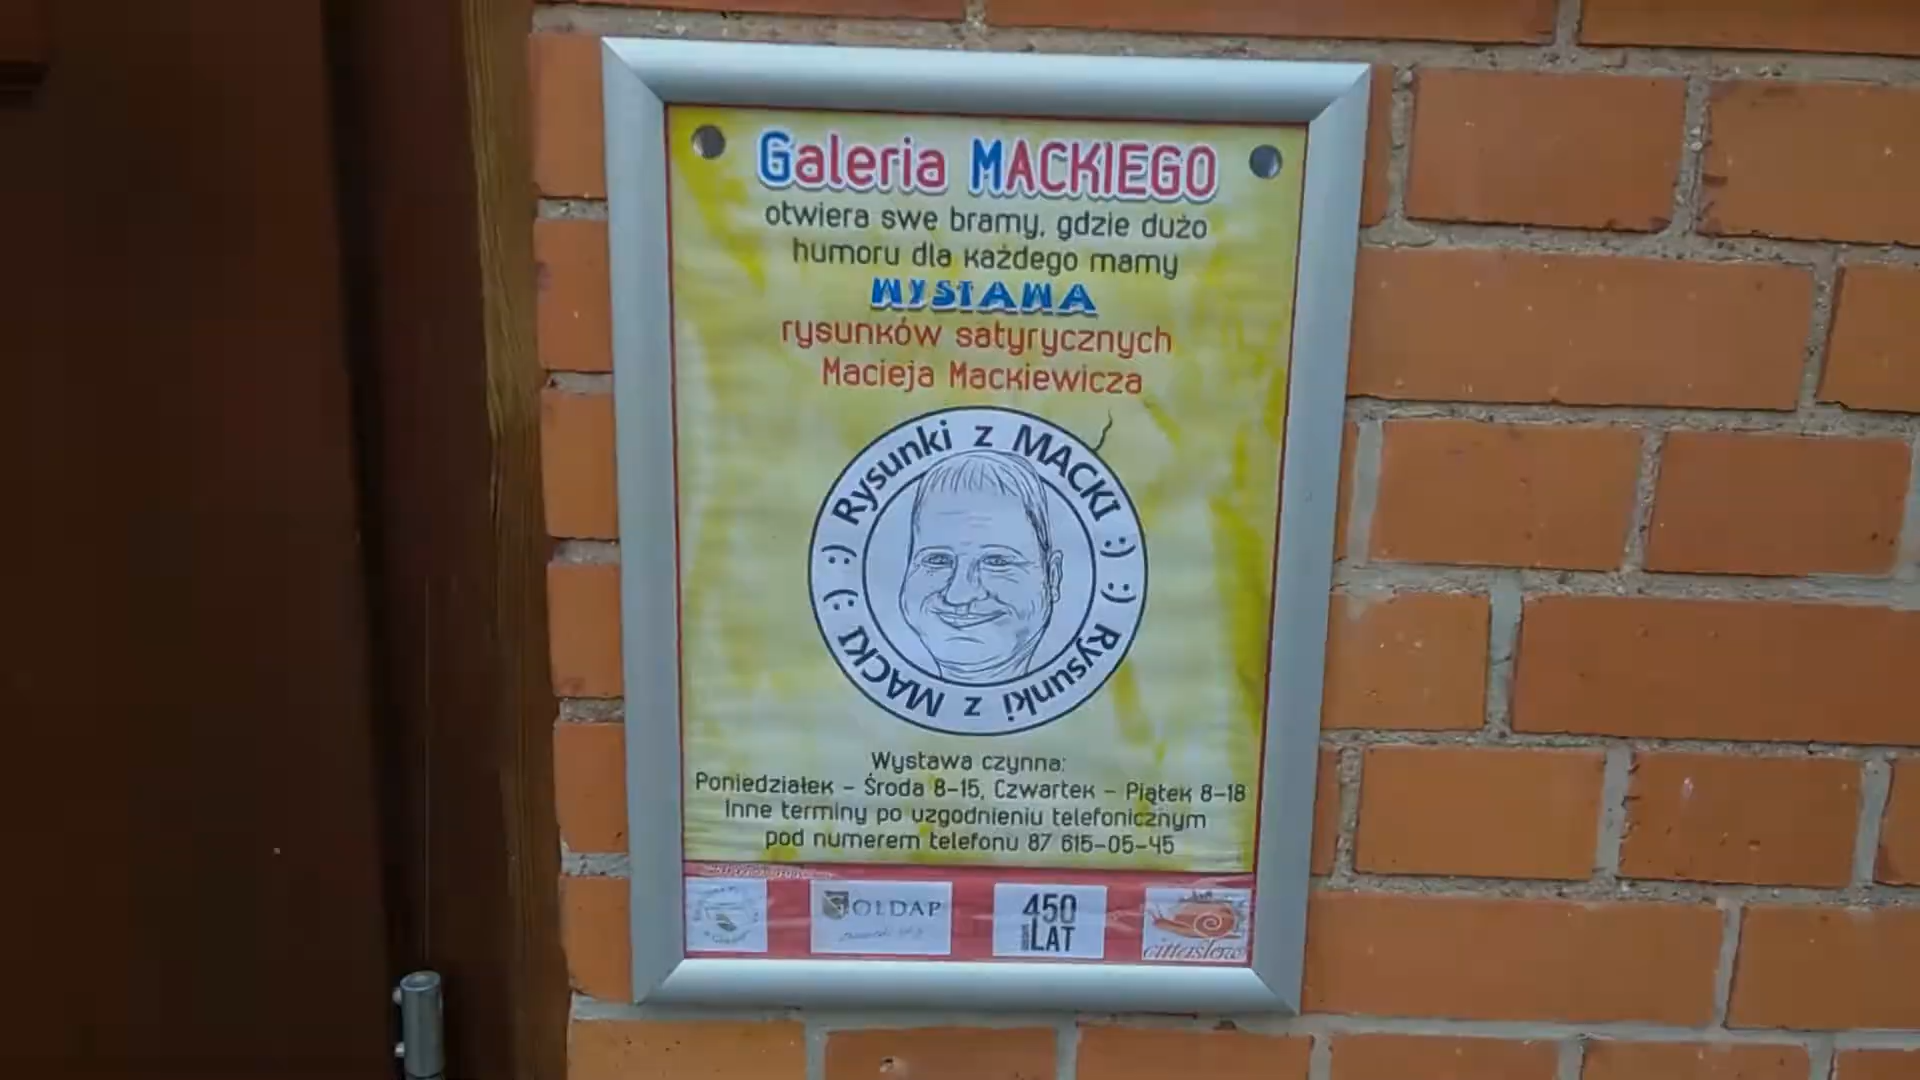 Galeria MACKIEGO
otwiera swe bramy, gdzie dużo
humoru dla każdego mamy
WYSTAWA
rysunków satyrycznych
Macieja Mackiewicza
Rysunki z MACKI :) :) Rysunki z MACKI :) :)
Wystawa czynna:
Poniedziałek – Środa 8–15, Czwartek – Piątek 8–18
Inne terminy po uzgodnieniu telefonicznym
pod numerem telefonu 87 615-05-45
GOŁDAP
450
LAT
cittaslow